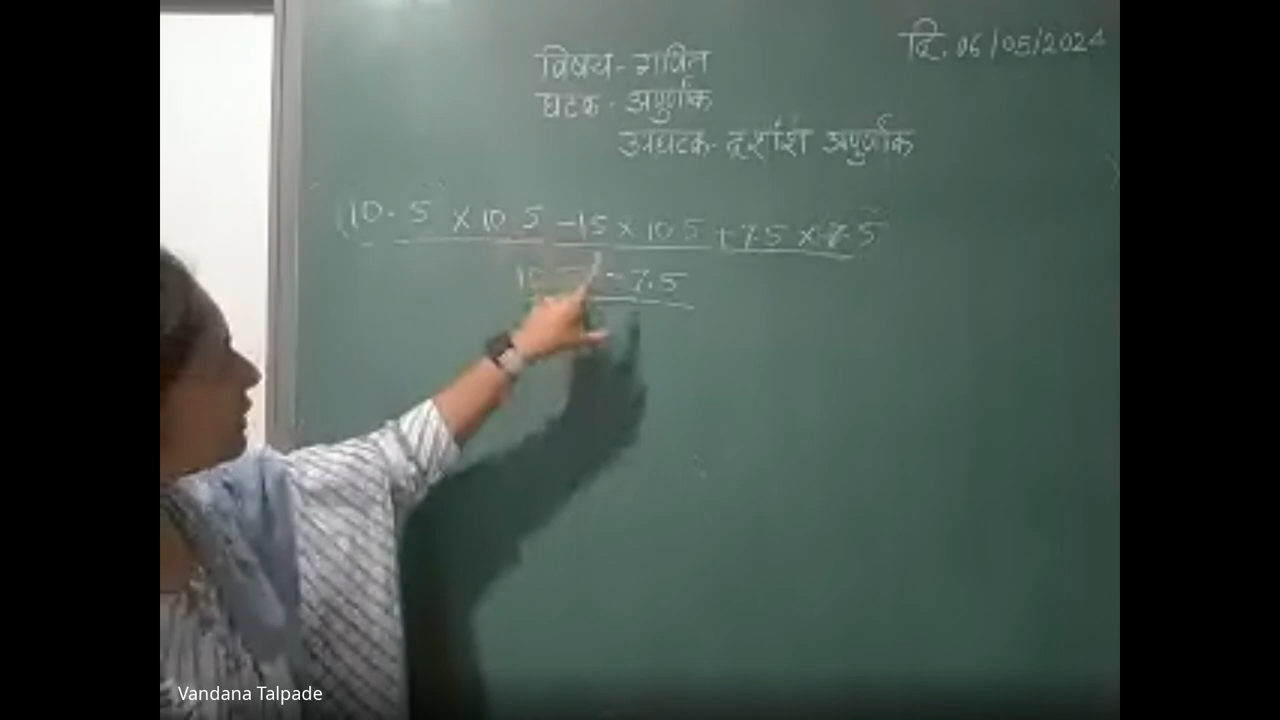 दि. 06/05/2024
विषय - गणित
घटक - अपुर्णांक
उपघटक - दशांश अपुर्णांक
10.5 x 10.5 - 15 x 10.5 + 7.5 x 7.5
- 7.5
Vandana Talpade